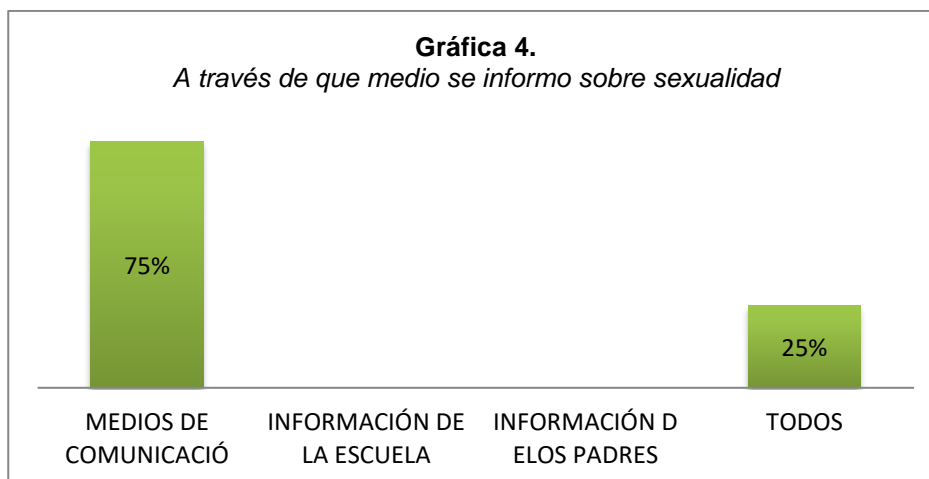 Gráfica 4.
A través de que medio se informo sobre sexualidad
75%
25%
MEDIOS DE
COMUNICACIÓ
INFORMACIÓN DE
LA ESCUELA
INFORMACIÓN D
ELOS PADRES
TODOS